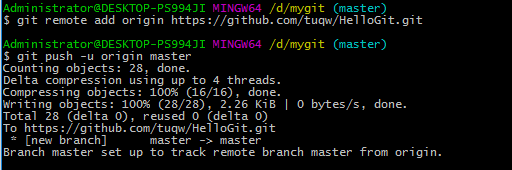 Administrator@DESKTOP-PS994JI MINGW64 /d/mygit (master)
$ git remote add origin https://github.com/tuqw/HelloGit.git
Administrator@DESKTOP-PS994JI MINGW64 /d/mygit (master)
$ git push -u origin master
Counting objects: 28, done.
Delta compression using up to 4 threads.
Compressing objects: 100% (16/16), done.
Writing objects: 100% (28/28), 2.26 KiB | 0 bytes/s, done.
Total 28 (delta 0), reused 0 (delta 0)
To https://github.com/tuqw/HelloGit.git
 * [new branch]      master -> master
Branch master set up to track remote branch master from origin.